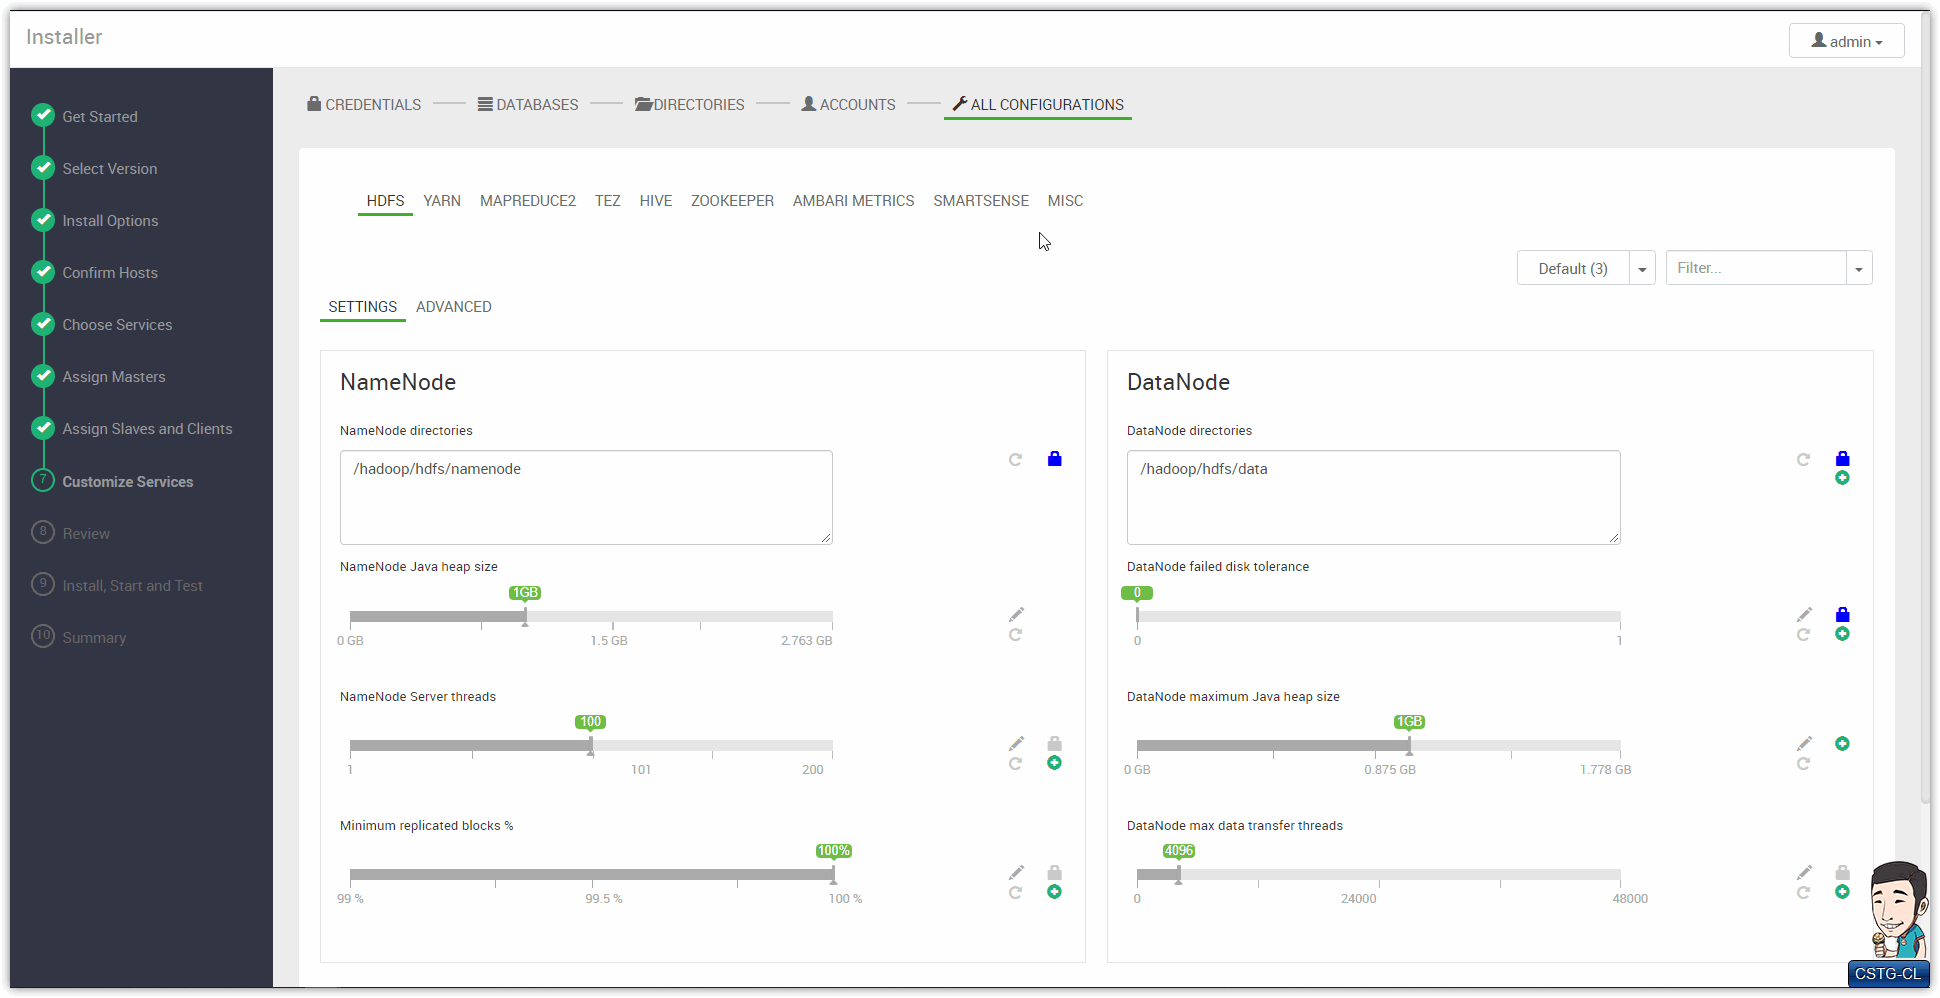 Installer
admin
Get Started
Select Version
Install Options
Confirm Hosts
Choose Services
Assign Masters
Assign Slaves and Clients
7 Customize Services
8 Review
9 Install, Start and Test
10 Summary
CREDENTIALS DATABASES DIRECTORIES ACCOUNTS ALL CONFIGURATIONS
HDFS YARN MAPREDUCE2 TEZ HIVE ZOOKEEPER AMBARI METRICS SMARTSENSE MISC
Default (3) Filter...
SETTINGS ADVANCED
NameNode
NameNode directories
/hadoop/hdfs/namenode
NameNode Java heap size
1GB
0 GB 1.5 GB 2.763 GB
NameNode Server threads
100
1 101 200
Minimum replicated blocks %
100%
99 % 99.5 % 100 %
DataNode
DataNode directories
/hadoop/hdfs/data
DataNode failed disk tolerance
0
0 1
DataNode maximum Java heap size
1GB
0 GB 0.875 GB 1.778 GB
DataNode max data transfer threads
4096
0 24000 48000
CSTG-CL